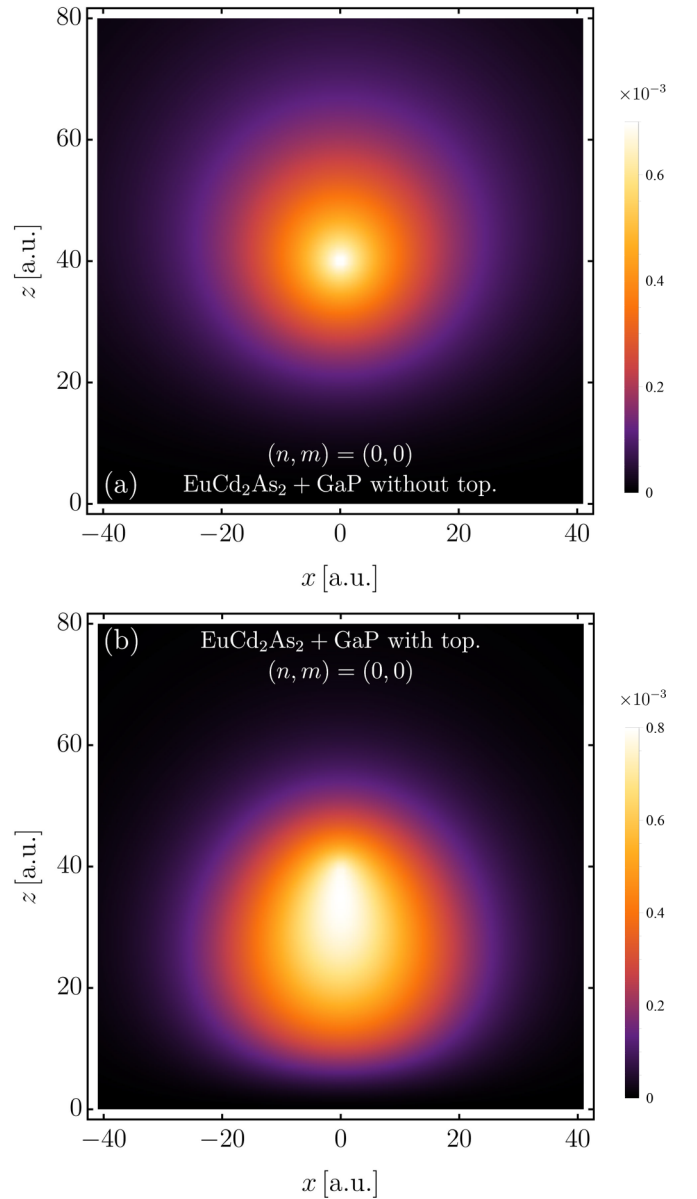 ×10⁻³
80
60
40
20
0
z [a.u.]
0.6
0.4
0.2
0
(n, m) = (0, 0)
(a) EuCd₂As₂ + GaP without top.
−40 −20 0 20 40
x [a.u.]
(b) EuCd₂As₂ + GaP with top.
(n, m) = (0, 0)
×10⁻³
80
60
40
20
0
z [a.u.]
0.8
0.6
0.4
0.2
0
−40 −20 0 20 40
x [a.u.]